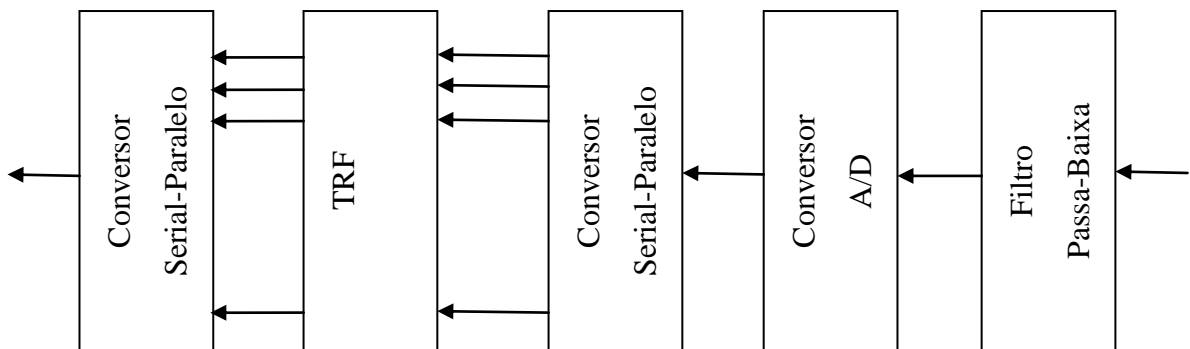 Conversor
Serial-Paralelo
TRF
Conversor
Serial-Paralelo
Conversor
A/D
Filtro
Passa-Baixa